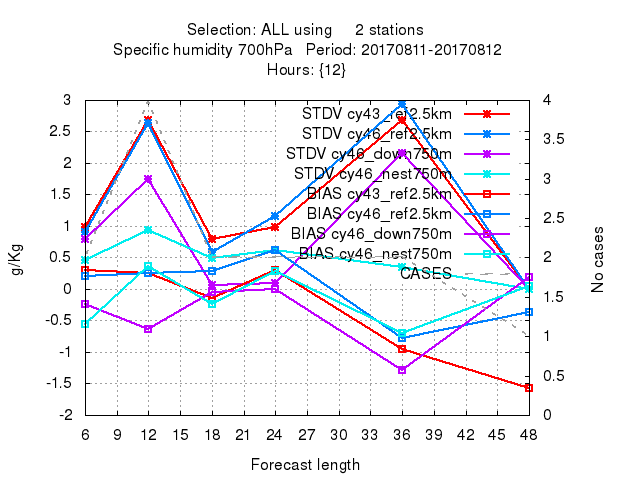 Selection: ALL using 2 stations
Specific humidity 700hPa Period: 20170811-20170812
Hours: {12}
3
2.5
2
1.5
1
0.5
0
-0.5
-1
-1.5
-2
g/Kg
STDV cy43_ref2.5km
STDV cy46_ref2.5km
STDV cy46_down750m
STDV cy46_nest750m
BIAS cy43_ref2.5km
BIAS cy46_ref2.5km
BIAS cy46_down750m
BIAS cy46_nest750m
CASES
4
3.5
3
2.5
2
1.5
1
0.5
0
No cases
6 9 12 15 18 21 24 27 30 33 36 39 42 45 48
Forecast length